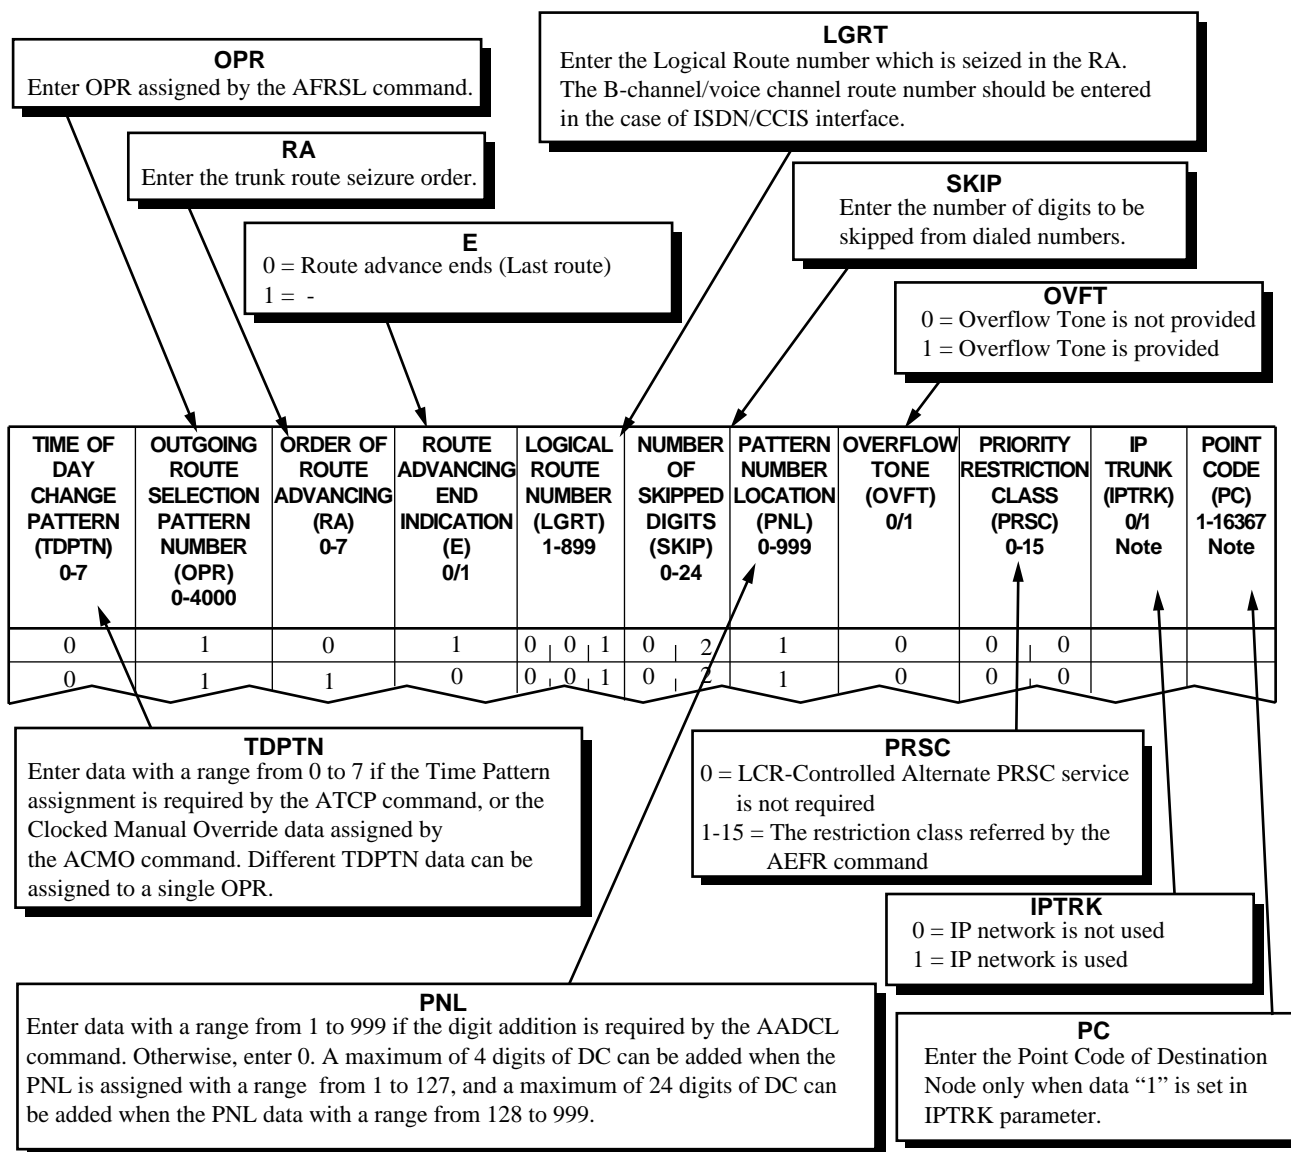 OPR
Enter OPR assigned by the AFRSL command.
LGRT
Enter the Logical Route number which is seized in the RA.
The B-channel/voice channel route number should be entered
in the case of ISDN/CCIS interface.
RA
Enter the trunk route seizure order.
SKIP
Enter the number of digits to be
skipped from dialed numbers.
E
0 = Route advance ends (Last route)
1 = -
OVFT
0 = Overflow Tone is not provided
1 = Overflow Tone is provided
TIME OF
DAY
CHANGE
PATTERN
(TDPTN)
0-7
OUTGOING
ROUTE
SELECTION
PATTERN
NUMBER
(OPR)
0-4000
ORDER OF
ROUTE
ADVANCING
(RA)
0-7
ROUTE
ADVANCING
END
INDICATION
(E)
0/1
LOGICAL
ROUTE
NUMBER
(LGRT)
1-899
NUMBER
OF
SKIPPED
DIGITS
(SKIP)
0-24
PATTERN
NUMBER
LOCATION
(PNL)
0-999
OVERFLOW
TONE
(OVFT)
0/1
PRIORITY
RESTRICTION
CLASS
(PRSC)
0-15
IP
TRUNK
(IPTRK)
0/1
Note
POINT
CODE
(PC)
1-16367
Note
0 1 0 1 0 0 1 0 2 1 0 0 0
0 1 1 0 0 0 1 0 2 1 0 0 0
TDPTN
Enter data with a range from 0 to 7 if the Time Pattern
assignment is required by the ATCP command, or the
Clocked Manual Override data assigned by
the ACMO command. Different TDPTN data can be
assigned to a single OPR.
PRSC
0 = LCR-Controlled Alternate PRSC service
is not required
1-15 = The restriction class referred by the
AEFR command
IPTRK
0 = IP network is not used
1 = IP network is used
PNL
Enter data with a range from 1 to 999 if the digit addition is required by the AADCL
command. Otherwise, enter 0. A maximum of 4 digits of DC can be added when the
PNL is assigned with a range from 1 to 127, and a maximum of 24 digits of DC can
be added when the PNL data with a range from 128 to 999.
PC
Enter the Point Code of Destination
Node only when data “1” is set in
IPTRK parameter.